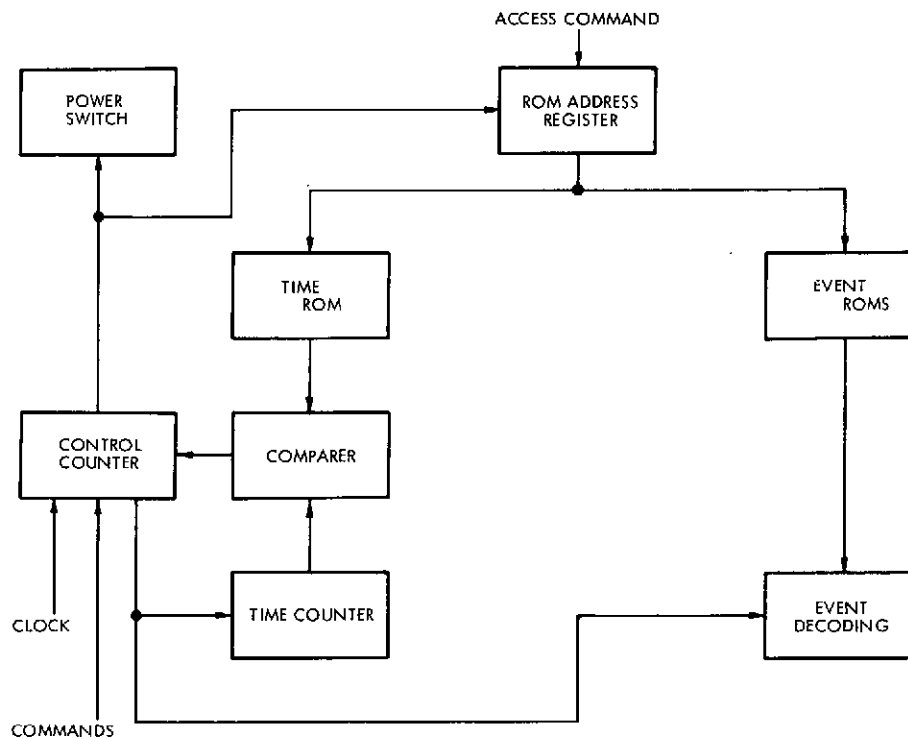 ACCESS COMMAND
POWER
SWITCH
ROM ADDRESS
REGISTER
TIME
ROM
EVENT
ROMS
CONTROL
COUNTER
COMPARER
TIME COUNTER
EVENT
DECODING
CLOCK
COMMANDS